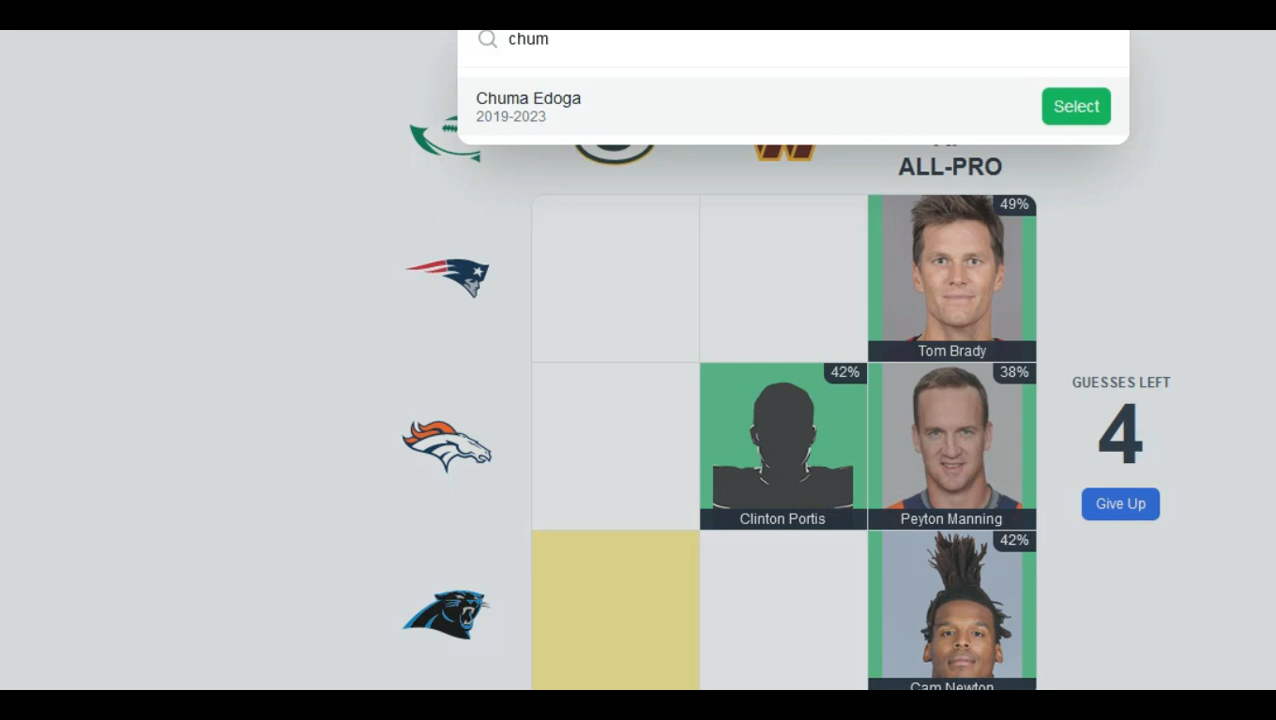 chum
Chuma Edoga
2019-2023
Select
ALL-PRO
49%
Tom Brady
42%
38%
GUESSES LEFT
4
Give Up
Clinton Portis
Peyton Manning
42%
Cam Newton